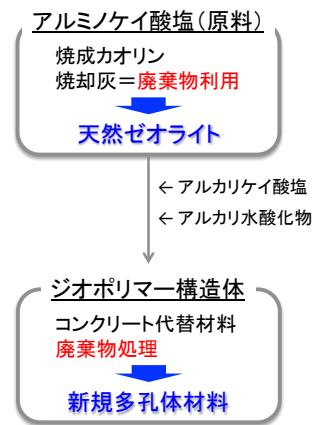 アルミノケイ酸塩（原料）
焼成カオリン
焼却灰＝廃棄物利用
天然ゼオライト
← アルカリケイ酸塩
← アルカリ水酸化物
ジオポリマー構造体
コンクリート代替材料
廃棄物処理
新規多孔体材料